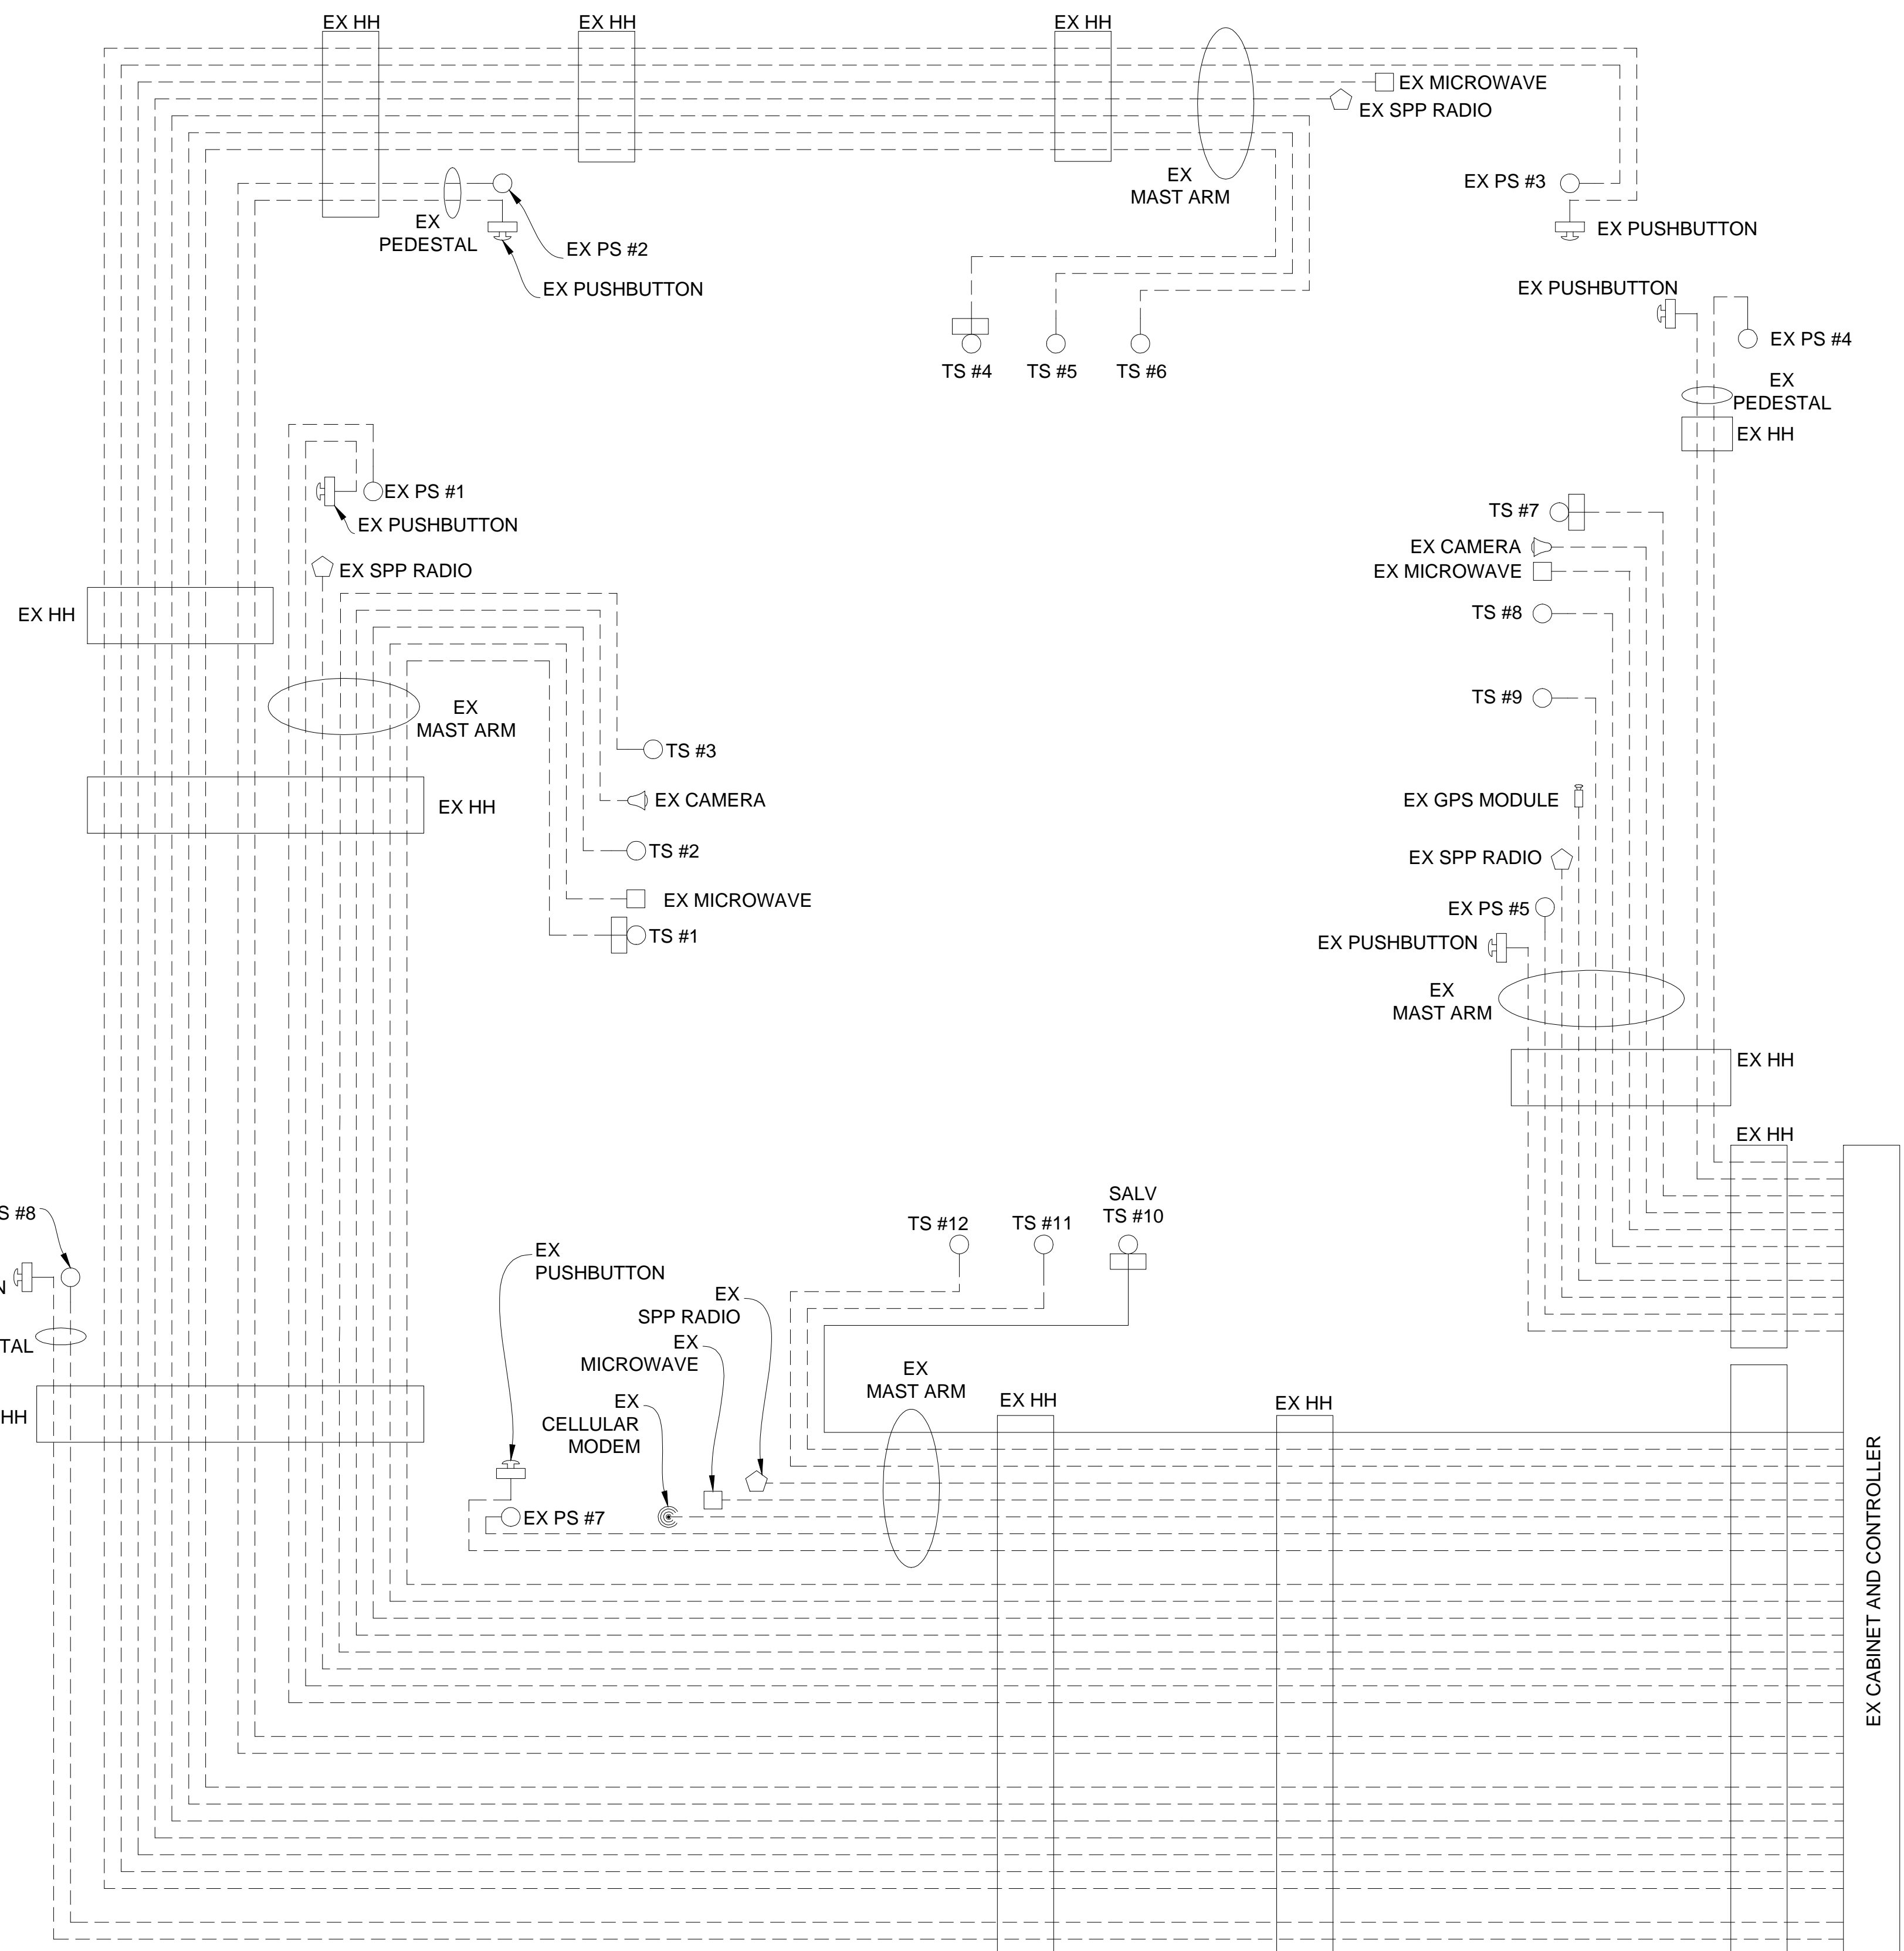 EX HH
EX HH
EX HH
EX MICROWAVE
EX SPP RADIO
EX
MAST ARM
EX PS #3
EX PUSHBUTTON
EX
PEDESTAL
EX PS #2
EX PUSHBUTTON
EX PUSHBUTTON
EX PS #4
TS #4
TS #5
TS #6
EX
PEDESTAL
EX HH
EX PS #1
EX PUSHBUTTON
TS #7
EX CAMERA
EX MICROWAVE
EX SPP RADIO
EX HH
TS #8
TS #9
EX
MAST ARM
TS #3
EX CAMERA
EX HH
EX GPS MODULE
TS #2
EX SPP RADIO
EX MICROWAVE
EX PS #5
TS #1
EX PUSHBUTTON
EX
MAST ARM
EX HH
EX HH
S #8
N
TAL
HH
SALV
TS #10
TS #11
TS #12
EX
PUSHBUTTON
EX
SPP RADIO
EX
MICROWAVE
EX
CELLULAR
MODEM
EX
MAST ARM
EX HH
EX HH
EX PS #7
EX CABINET AND CONTROLLER